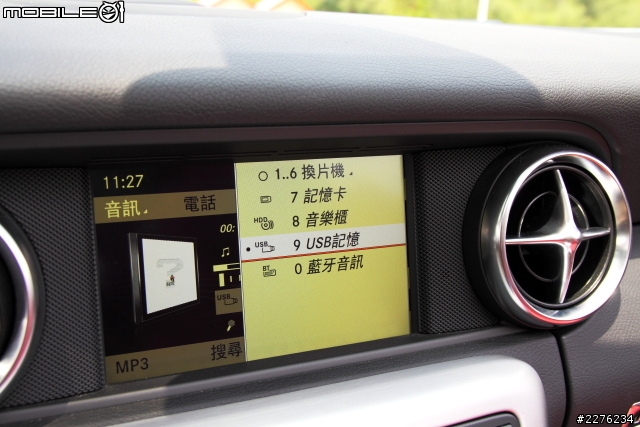 MOBILE01
11:27
音訊
電話
00:
USB
MP3
搜尋
1..6 換片機
7 記憶卡
HDD 8 音樂櫃
USB 9 USB記憶
BT 0 藍牙音訊
#2276234